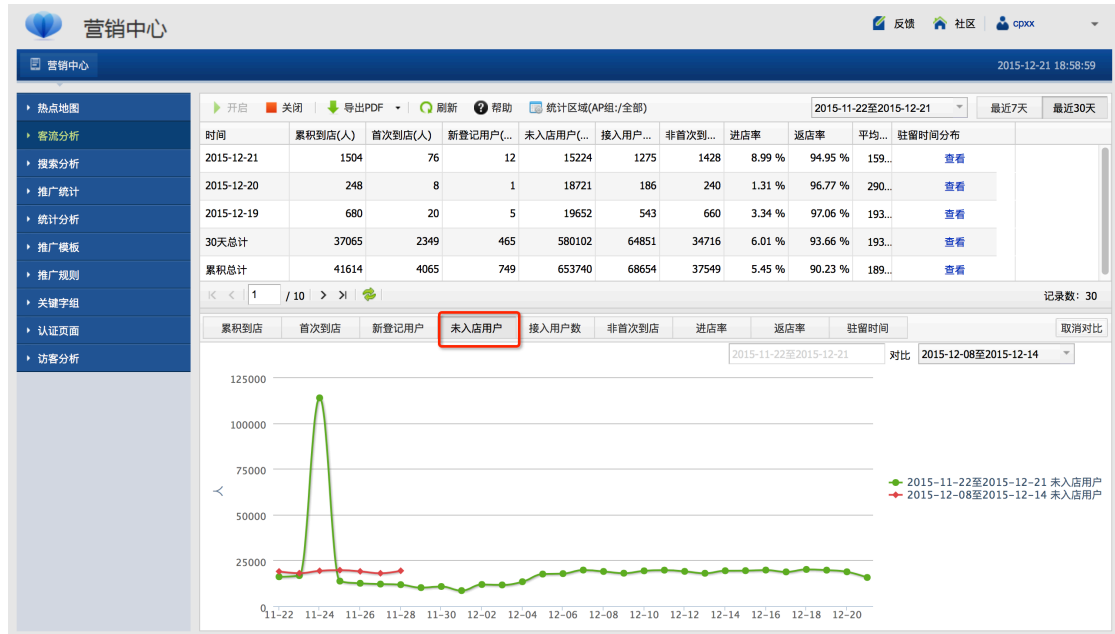 营销中心 反馈 社区 cpxx
营销中心 2015-12-21 18:58:59
热点地图
客流分析
搜索分析
推广统计
统计分析
推广模板
推广规则
关键字组
认证页面
访客分析
开启 关闭 导出PDF 刷新 帮助 统计区域(AP组:/全部) 2015-11-22至2015-12-21 最近7天 最近30天
时间 累积到店(人) 首次到店(人) 新登记用户(... 未入店用户(... 接入用户... 非首次到... 进店率 返店率 平均... 驻留时间分布
2015-12-21 1504 76 12 15224 1275 1428 8.99 % 94.95 % 159... 查看
2015-12-20 248 8 1 18721 186 240 1.31 % 96.77 % 290... 查看
2015-12-19 680 20 5 19652 543 660 3.34 % 97.06 % 193... 查看
30天总计 37065 2349 465 580102 64851 34716 6.01 % 93.66 % 193... 查看
累积总计 41614 4065 749 653740 68654 37549 5.45 % 90.23 % 189... 查看
1 / 10 记录数: 30
累积到店 首次到店 新登记用户 未入店用户 接入用户数 非首次到店 进店率 返店率 驻留时间 取消对比
2015-11-22至2015-12-21 对比 2015-12-08至2015-12-14
125000
100000
75000
人
50000
25000
0
11-22 11-24 11-26 11-28 11-30 12-02 12-04 12-06 12-08 12-10 12-12 12-14 12-16 12-18 12-20
2015-11-22至2015-12-21 未入店用户
2015-12-08至2015-12-14 未入店用户